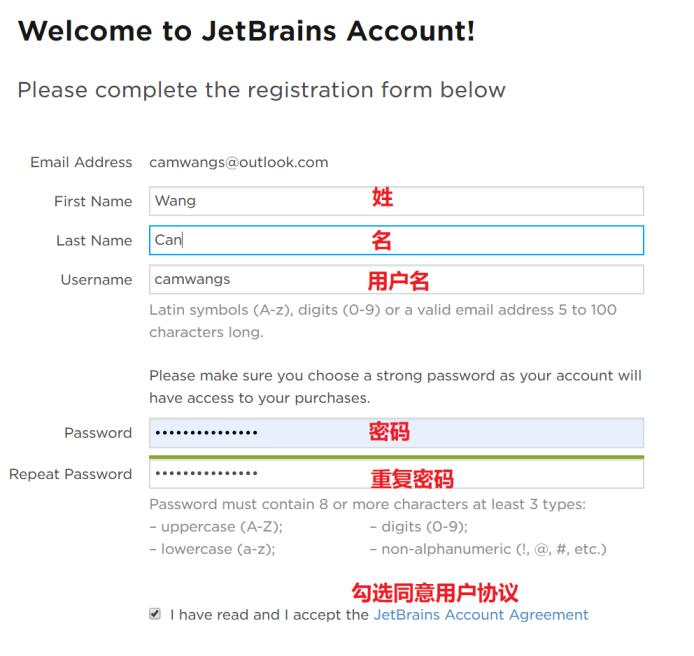 Welcome to JetBrains Account!
Please complete the registration form below
Email Address camwangs@outlook.com
First Name Wang 姓
Last Name Can 名
Username camwangs 用户名
Latin symbols (A-z), digits (0-9) or a valid email address 5 to 100
characters long.
Please make sure you choose a strong password as your account will
have access to your purchases.
Password ••••••••••••••• 密码
Repeat Password ••••••••••••••• 重复密码
Password must contain 8 or more characters at least 3 types:
– uppercase (A-Z); – digits (0-9);
– lowercase (a-z); – non-alphanumeric (!, @, #, etc.)
勾选同意用户协议
I have read and I accept the JetBrains Account Agreement